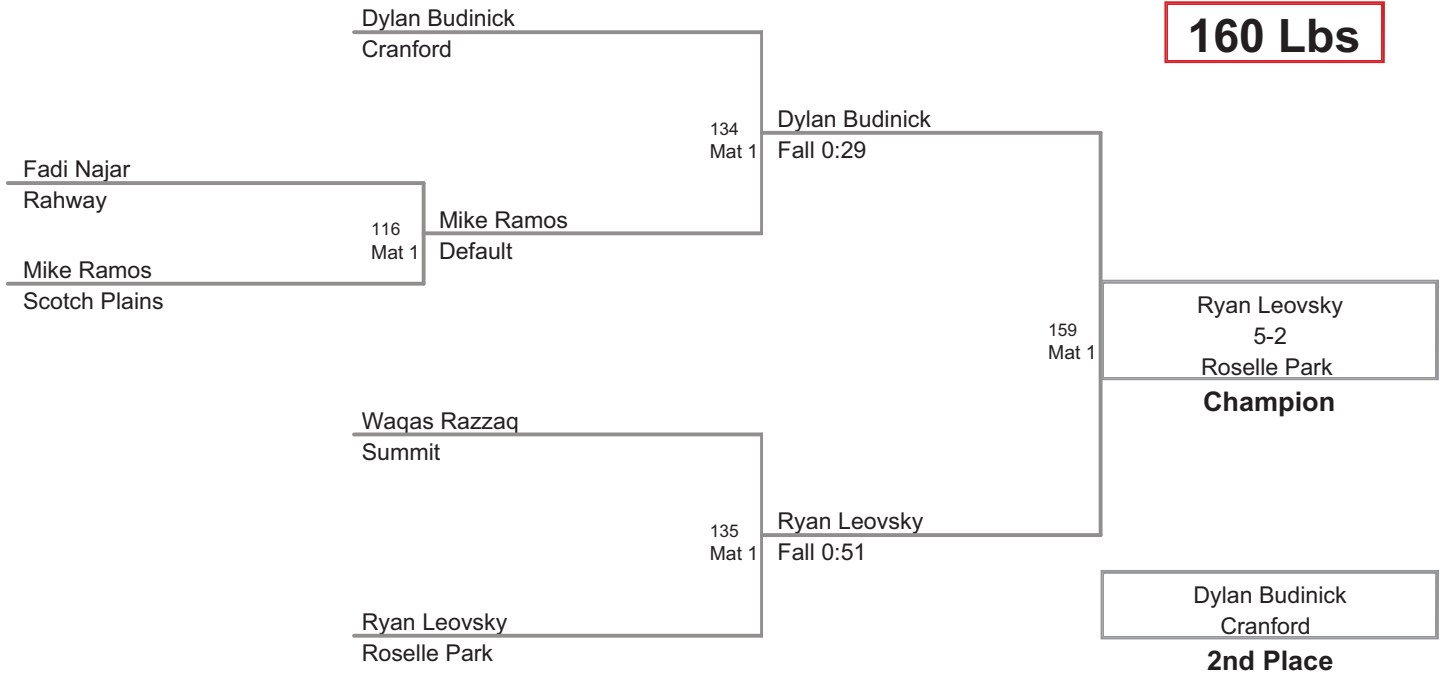 160 Lbs
Dylan Budinick
Cranford
134
Mat 1
Dylan Budinick
Fall 0:29
Fadi Najar
Rahway
116
Mat 1
Mike Ramos
Default
Mike Ramos
Scotch Plains
159
Mat 1
Ryan Leovsky
5-2
Roselle Park
Champion
Waqas Razzaq
Summit
135
Mat 1
Ryan Leovsky
Fall 0:51
Ryan Leovsky
Roselle Park
Dylan Budinick
Cranford
2nd Place